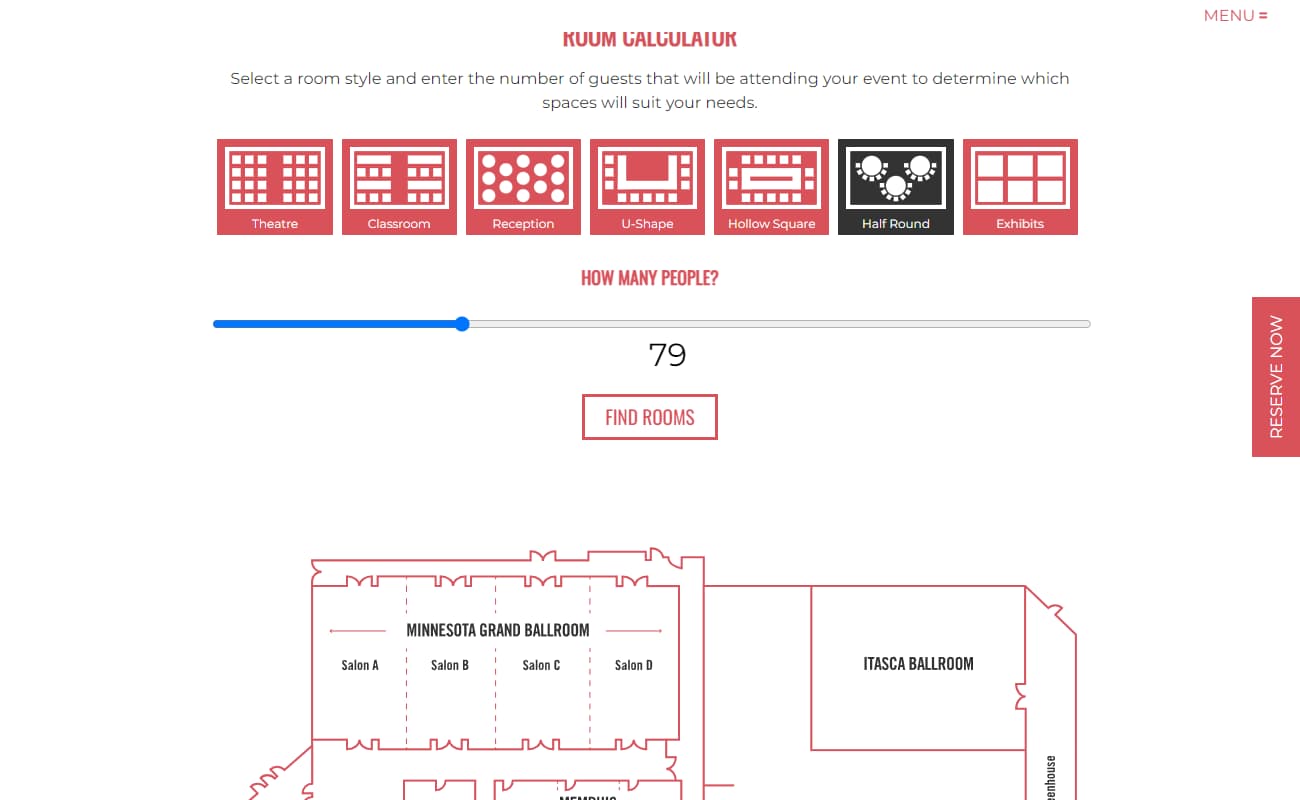 MENU
ROOM CALCULATOR
Select a room style and enter the number of guests that will be attending your event to determine which
spaces will suit your needs.
Theatre
Classroom
Reception
U-Shape
Hollow Square
Half Round
Exhibits
HOW MANY PEOPLE?
79
FIND ROOMS
RESERVE NOW
MINNESOTA GRAND BALLROOM
Salon A
Salon B
Salon C
Salon D
ITASCA BALLROOM
MEMPHIS